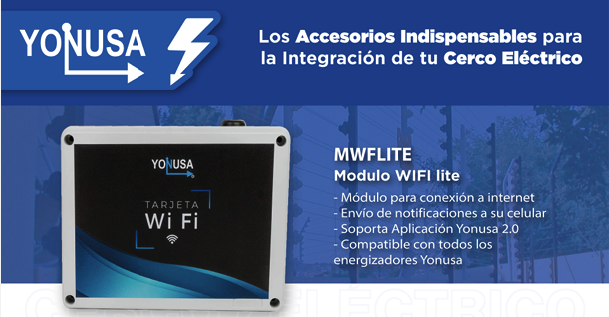 YONUSA
Los Accesorios Indispensables para
la Integración de tu Cerco Eléctrico
YONUSA
TARJETA
Wi Fi
MWFLITE
Modulo WIFI lite
- Módulo para conexión a internet
- Envío de notificaciones a su celular
- Soporta Aplicación Yonusa 2.0
- Compatible con todos los
energizadores Yonusa